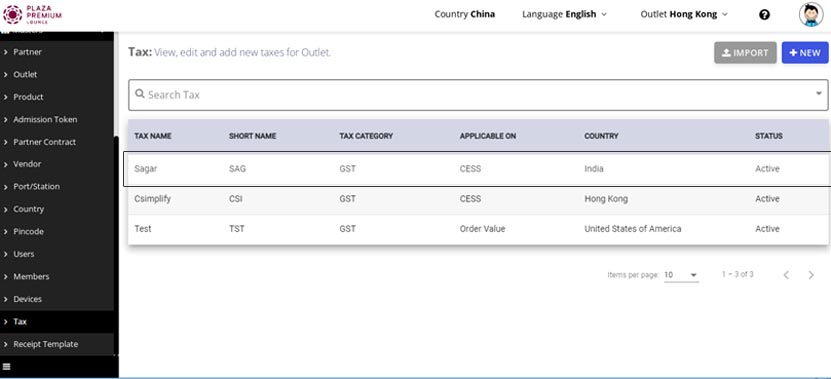 PLAZA
PREMIUM
LOUNGE
Country China
Language English
Outlet Hong Kong
Partner
Outlet
Product
Admission Token
Partner Contract
Vendor
Port/Station
Country
Pincode
Users
Members
Devices
Tax
Receipt Template
Tax: View, edit and add new taxes for Outlet.
IMPORT
+ NEW
Search Tax
TAX NAME SHORT NAME TAX CATEGORY APPLICABLE ON COUNTRY STATUS
Sagar SAG GST CESS India Active
Csimplify CSI GST CESS Hong Kong Active
Test TST GST Order Value United States of America Active
Items per page: 10 1 – 3 of 3